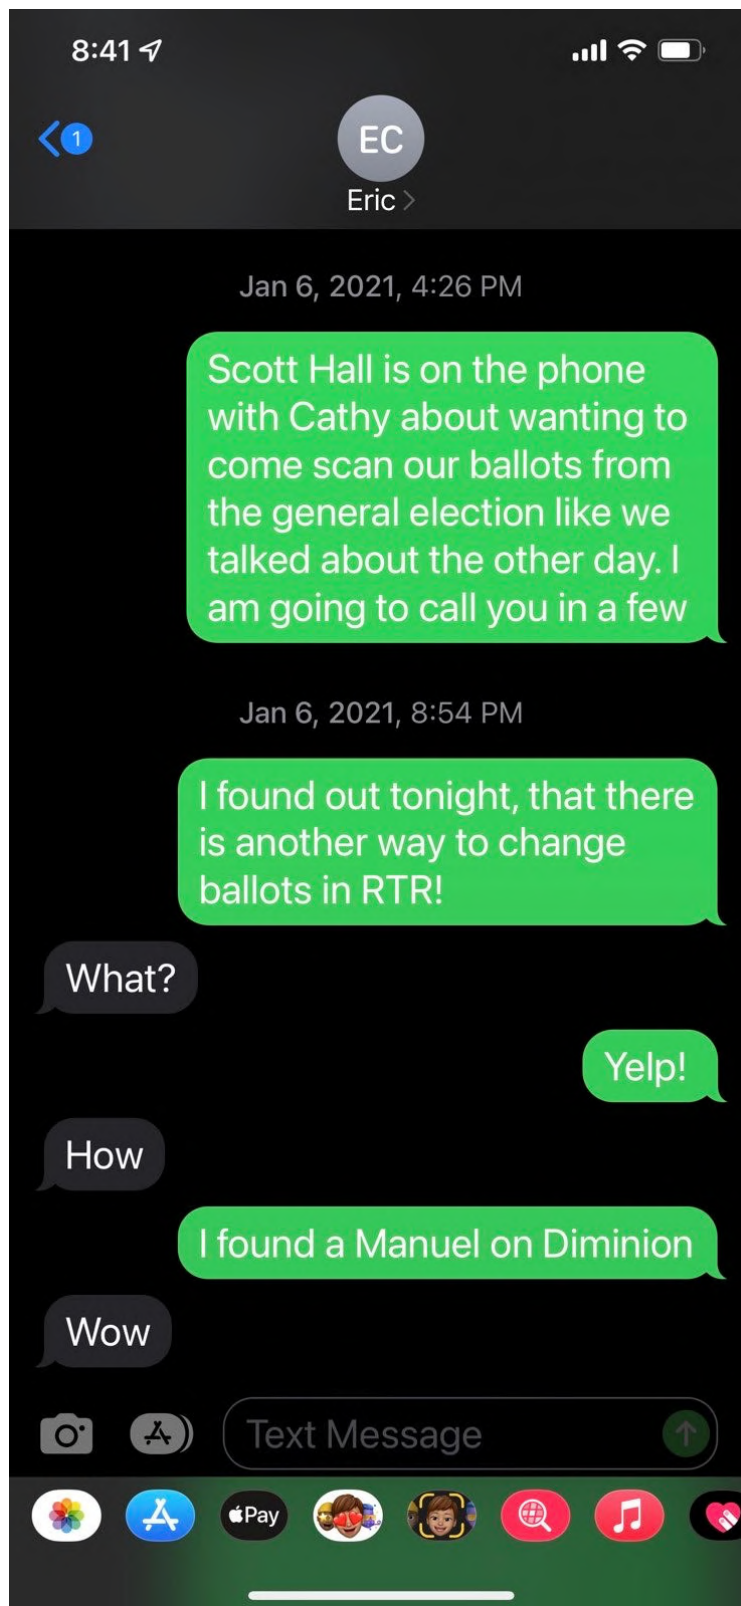 8:41
1
EC
Eric
Jan 6, 2021, 4:26 PM
Scott Hall is on the phone
with Cathy about wanting to
come scan our ballots from
the general election like we
talked about the other day. I
am going to call you in a few
Jan 6, 2021, 8:54 PM
I found out tonight, that there
is another way to change
ballots in RTR!
What?
Yelp!
How
I found a Manuel on Diminion
Wow
Text Message
Pay